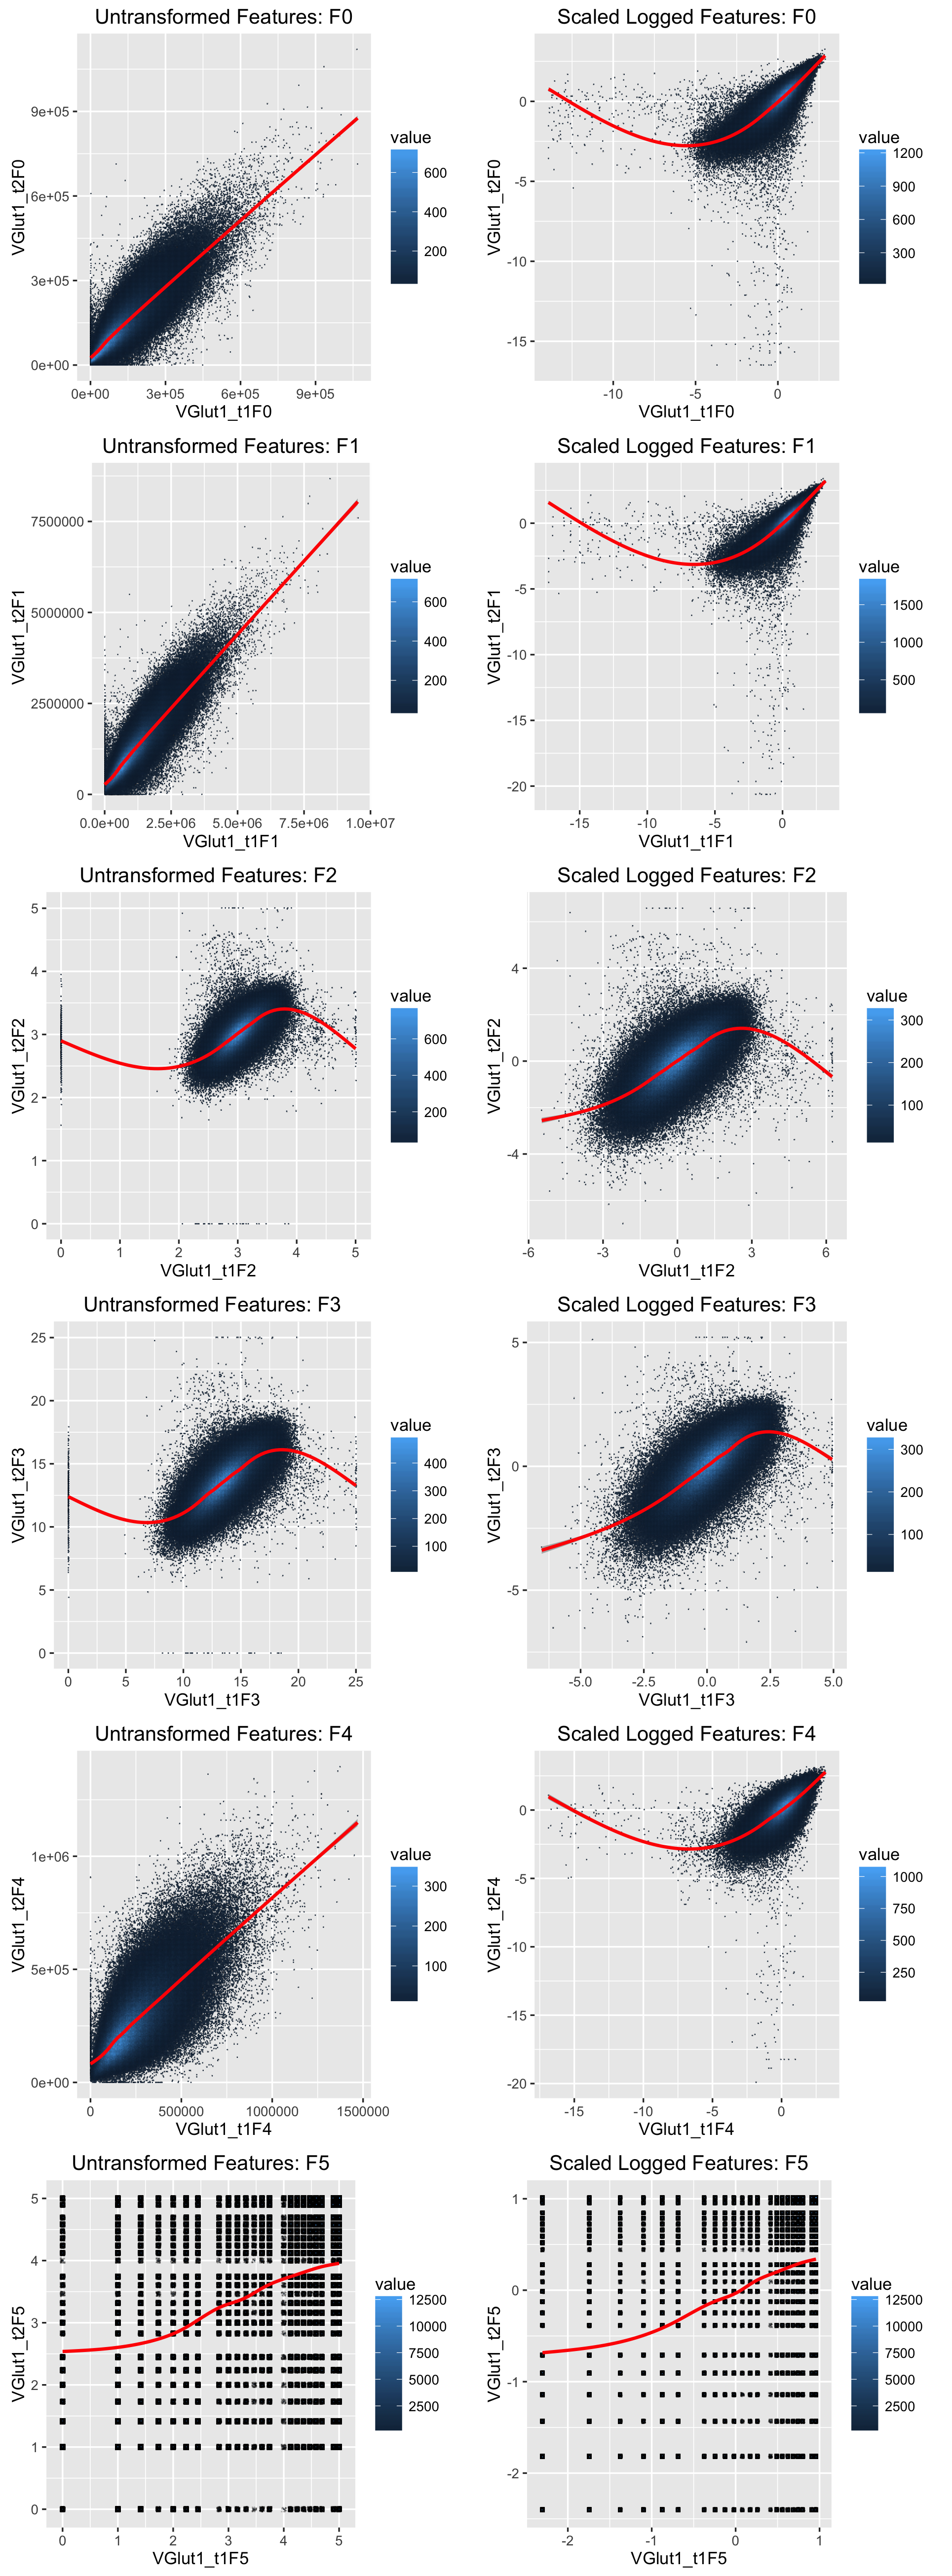 Untransformed Features: F0
VGlut1_t2F0
9e+05
6e+05
3e+05
0e+00
0e+00 3e+05 6e+05 9e+05
VGlut1_t1F0
value
600
400
200
Scaled Logged Features: F0
VGlut1_t2F0
0
-5
-10
-15
-10 -5 0
VGlut1_t1F0
value
1200
900
600
300
Untransformed Features: F1
VGlut1_t2F1
7500000
5000000
2500000
0
0.0e+00 2.5e+06 5.0e+06 7.5e+06 1.0e+07
VGlut1_t1F1
value
600
400
200
Scaled Logged Features: F1
VGlut1_t2F1
0
-5
-10
-15
-20
-15 -10 -5 0
VGlut1_t1F1
value
1500
1000
500
Untransformed Features: F2
VGlut1_t2F2
5
4
3
2
1
0
0 1 2 3 4 5
VGlut1_t1F2
value
600
400
200
Scaled Logged Features: F2
VGlut1_t2F2
4
0
-4
-6 -3 0 3 6
VGlut1_t1F2
value
300
200
100
Untransformed Features: F3
VGlut1_t2F3
25
20
15
10
5
0
0 5 10 15 20 25
VGlut1_t1F3
value
400
300
200
100
Scaled Logged Features: F3
VGlut1_t2F3
5
0
-5
-5.0 -2.5 0.0 2.5 5.0
VGlut1_t1F3
value
300
200
100
Untransformed Features: F4
VGlut1_t2F4
1e+06
5e+05
0e+00
0 500000 1000000 1500000
VGlut1_t1F4
value
300
200
100
Scaled Logged Features: F4
VGlut1_t2F4
0
-5
-10
-15
-20
-15 -10 -5 0
VGlut1_t1F4
value
1000
750
500
250
Untransformed Features: F5
VGlut1_t2F5
5
4
3
2
1
0
0 1 2 3 4 5
VGlut1_t1F5
value
12500
10000
7500
5000
2500
Scaled Logged Features: F5
VGlut1_t2F5
1
0
-1
-2
-2 -1 0 1
VGlut1_t1F5
value
12500
10000
7500
5000
2500